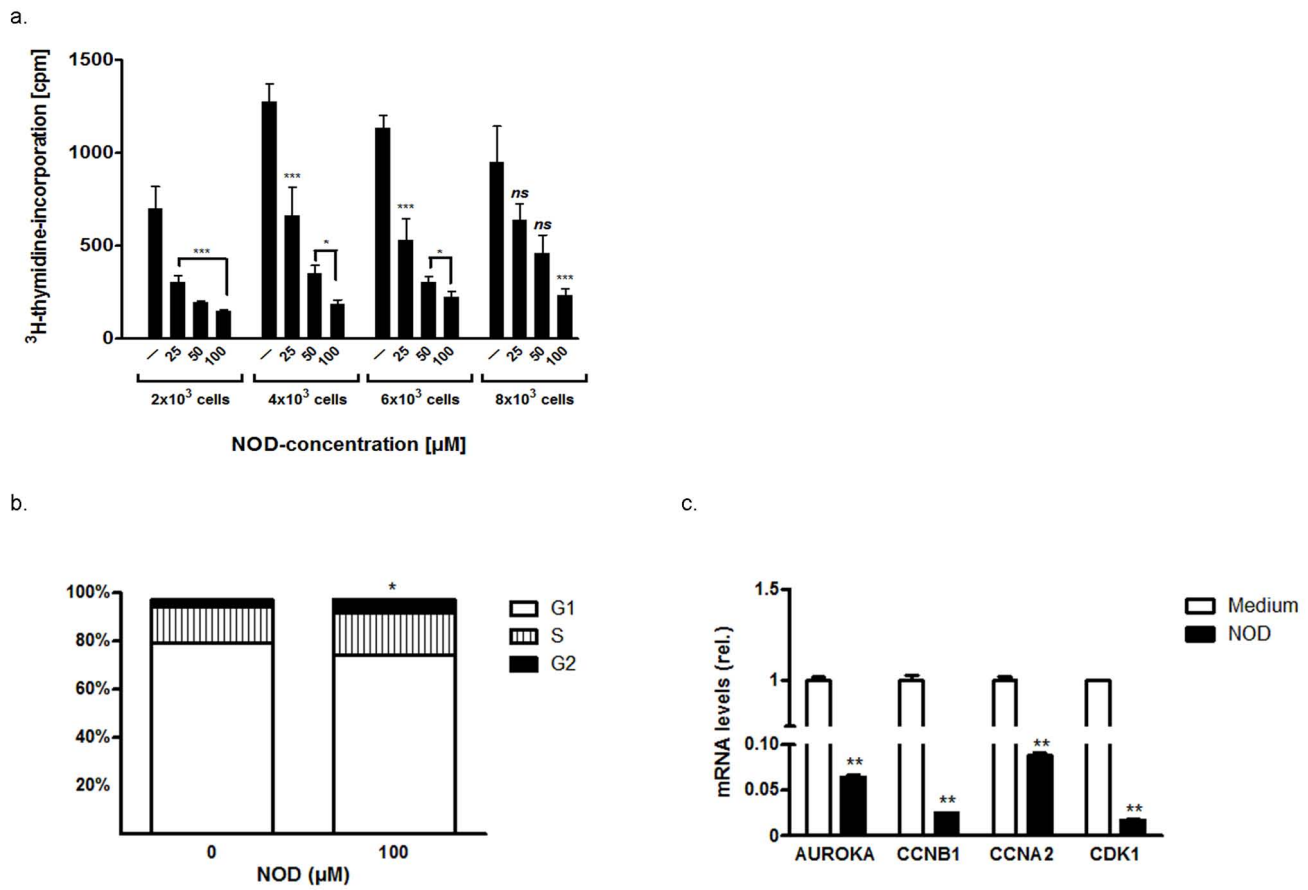 a.
³H-thymidine-incorporation [cpm]
1500
1000
500
0
***
***
*
***
*
ns
ns
***
– 25 50 100 – 25 50 100 – 25 50 100 – 25 50 100
2x10³ cells 4x10³ cells 6x10³ cells 8x10³ cells
NOD-concentration [µM]
b.
100%
80%
60%
40%
20%
*
G1
S
G2
0 100
NOD (µM)
c.
mRNA levels (rel.)
1.5
1
0.10
0.05
0
**
**
**
**
Medium
NOD
AUROKA CCNB1 CCNA2 CDK1